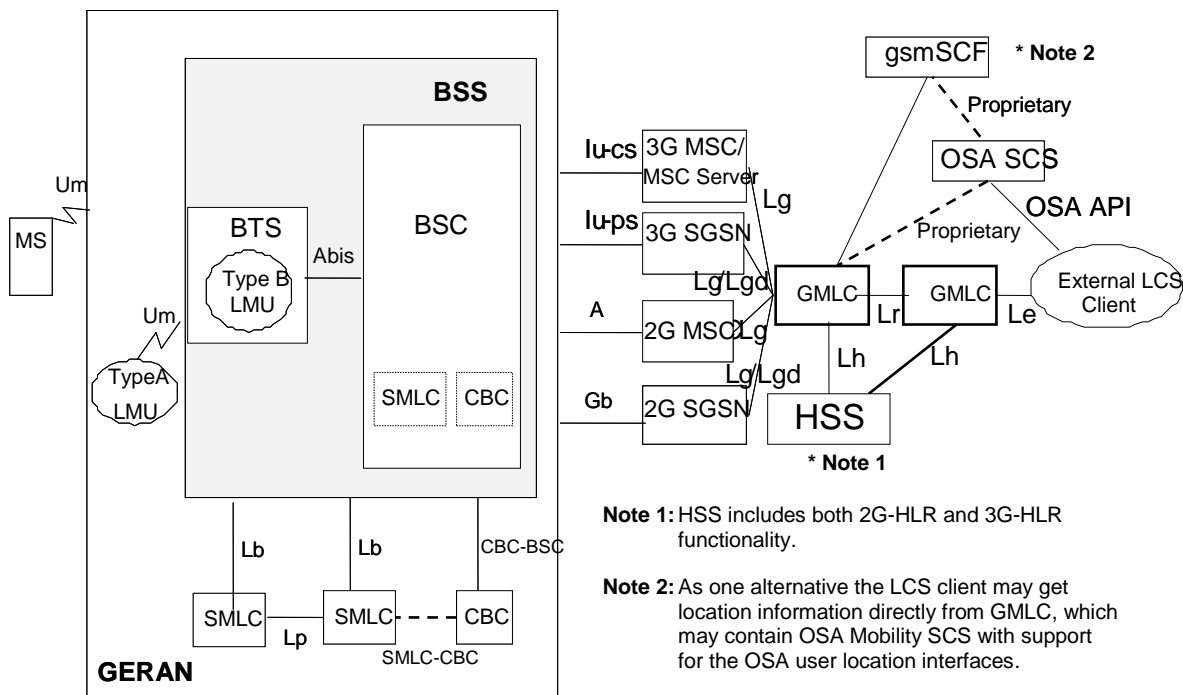 gsmSCF
* Note 2
BSS
Proprietary
Iu-cs
3G MSC/
MSC Server
OSA SCS
Um
Lg
MS
BTS
BSC
Iu-ps
3G SGSN
OSA API
Proprietary
Abis
Type B
LMU
Lg/Lgd
GMLC
GMLC
External LCS
Client
Um
A
2G MSC
Lg
Lr
Le
TypeA
LMU
Lg/Lgd
Lh
Lh
SMLC
CBC
Gb
2G SGSN
HSS
* Note 1
Note 1: HSS includes both 2G-HLR and 3G-HLR
functionality.
Lb
Lb
CBC-BSC
Note 2: As one alternative the LCS client may get
location information directly from GMLC, which
may contain OSA Mobility SCS with support
for the OSA user location interfaces.
SMLC
SMLC
CBC
Lp
SMLC-CBC
GERAN